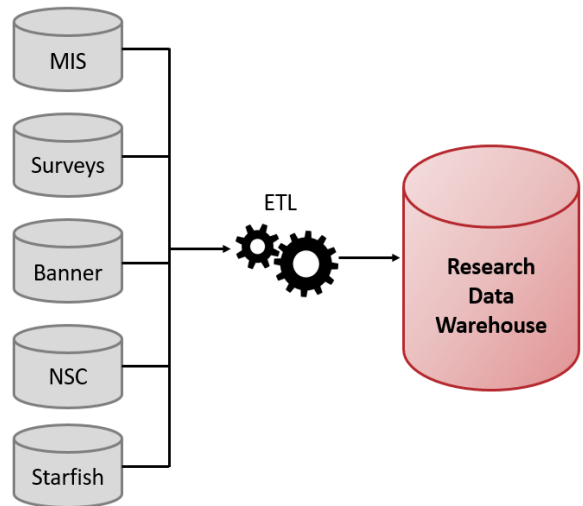 MIS
Surveys
Banner
NSC
Starfish
ETL
Research
Data
Warehouse